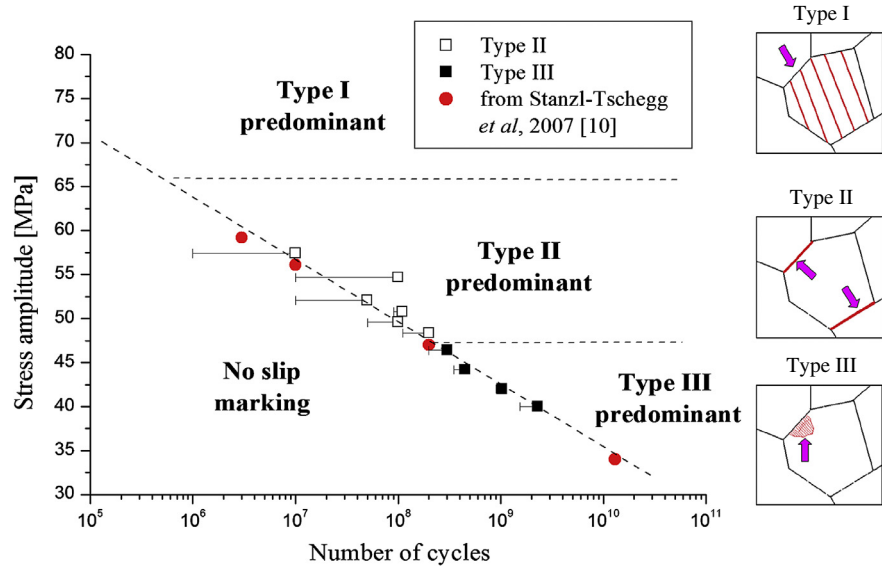 Type I
80
75
70
65
60
55
50
45
40
35
30
Stress amplitude [MPa]
Type II
Type III
from Stanzl-Tschegg
et al, 2007 [10]
Type I
predominant
Type II
predominant
No slip
marking
Type III
predominant
10^5
10^6
10^7
10^8
10^9
10^10
10^11
Number of cycles
Type II
Type III